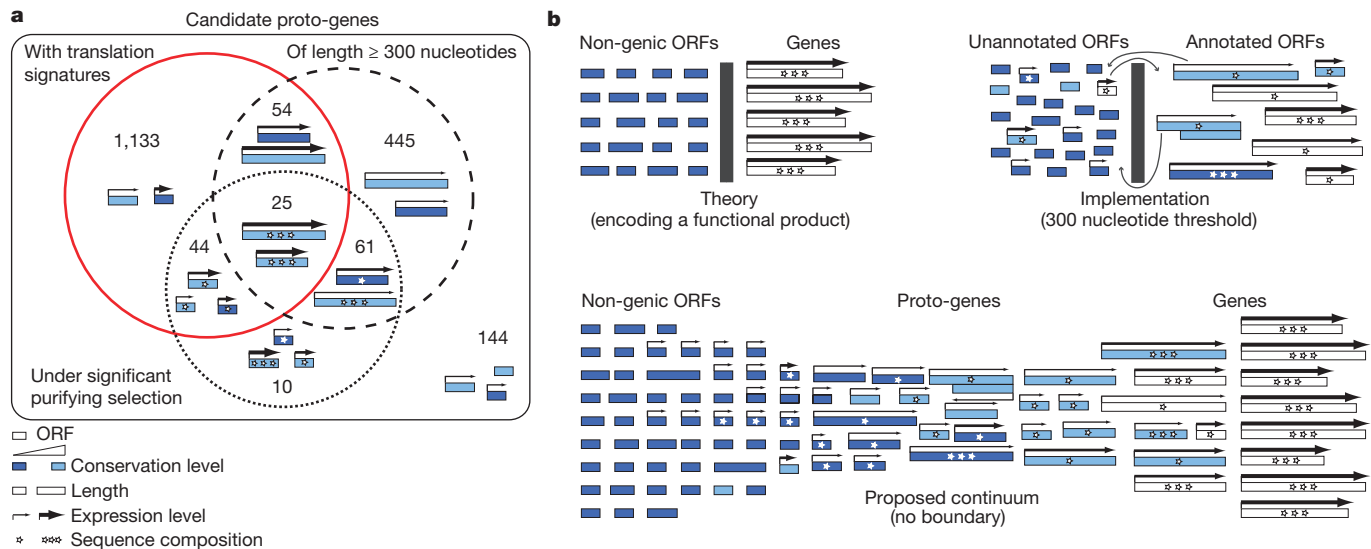 a
Candidate proto-genes
With translation
signatures
Of length ≥ 300 nucleotides
54
1,133
445
25
44
61
144
10
Under significant
purifying selection
ORF
Conservation level
Length
Expression level
Sequence composition
b
Non-genic ORFs
Genes
Theory
(encoding a functional product)
Unannotated ORFs
Annotated ORFs
Implementation
(300 nucleotide threshold)
Non-genic ORFs
Proto-genes
Genes
Proposed continuum
(no boundary)